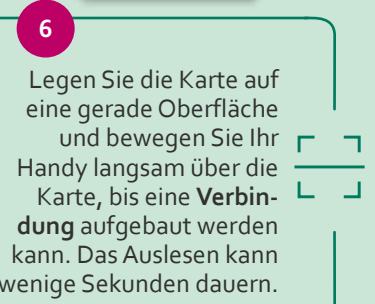 6
Legen Sie die Karte auf
eine gerade Oberfläche
und bewegen Sie Ihr
Handy langsam über die
Karte, bis eine Verbin-
dung aufgebaut werden
kann. Das Auslesen kann
wenige Sekunden dauern.